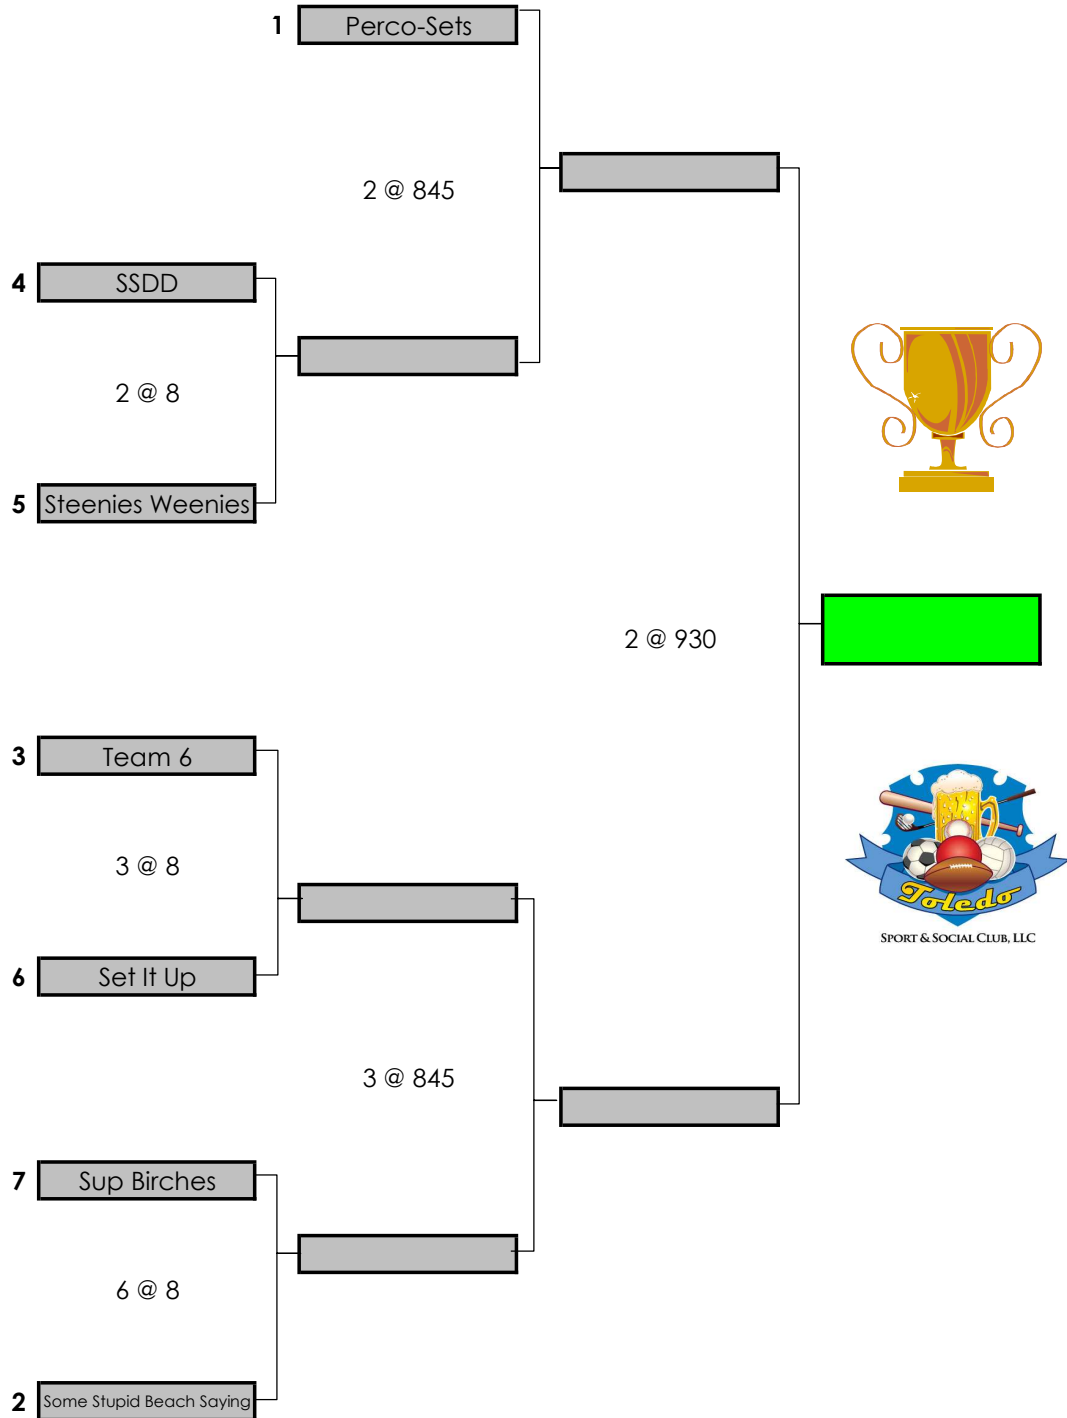 1 Perco-Sets
2 @ 845
4 SSDD
2 @ 8
5 Steenies Weenies
2 @ 930
3 Team 6
3 @ 8
6 Set It Up
Toledo
SPORT & SOCIAL CLUB, LLC
3 @ 845
7 Sup Birches
6 @ 8
2 Some Stupid Beach Saying